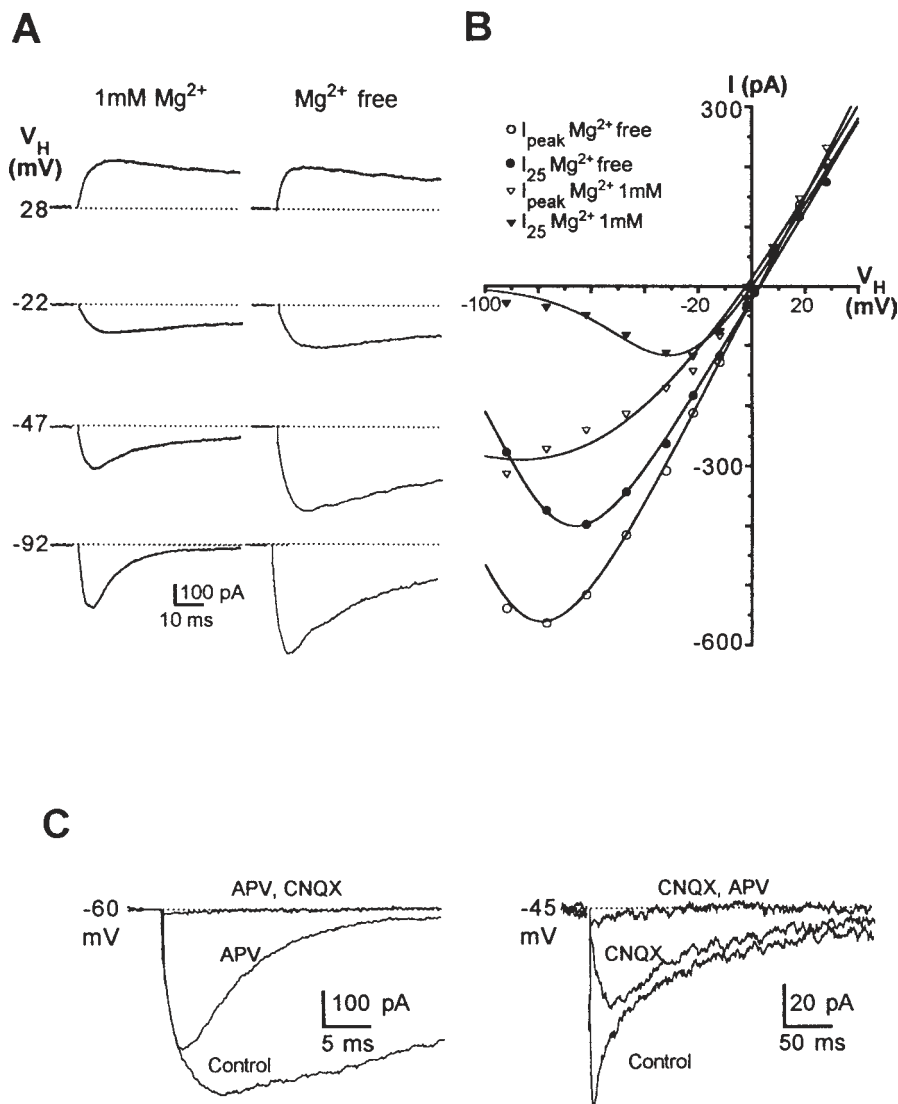 A
1mM Mg2+
Mg2+ free
VH
(mV)
28
-22
-47
-92
100 pA
10 ms
B
I (pA)
300
Ipeak Mg2+ free
I25 Mg2+ free
Ipeak Mg2+ 1mM
I25 Mg2+ 1mM
-100
-20
20
VH
(mV)
-300
-600
C
-60
mV
APV, CNQX
APV
Control
100 pA
5 ms
-45
mV
CNQX, APV
CNQX
Control
20 pA
50 ms